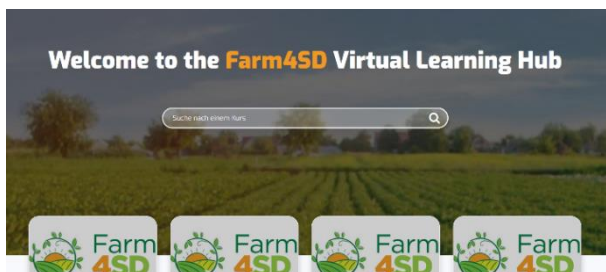 Welcome to the Farm4SD Virtual Learning Hub
Suche nach einem Kurs
Farm Farm Farm Farm
4SD 4SD 4SD 4SD